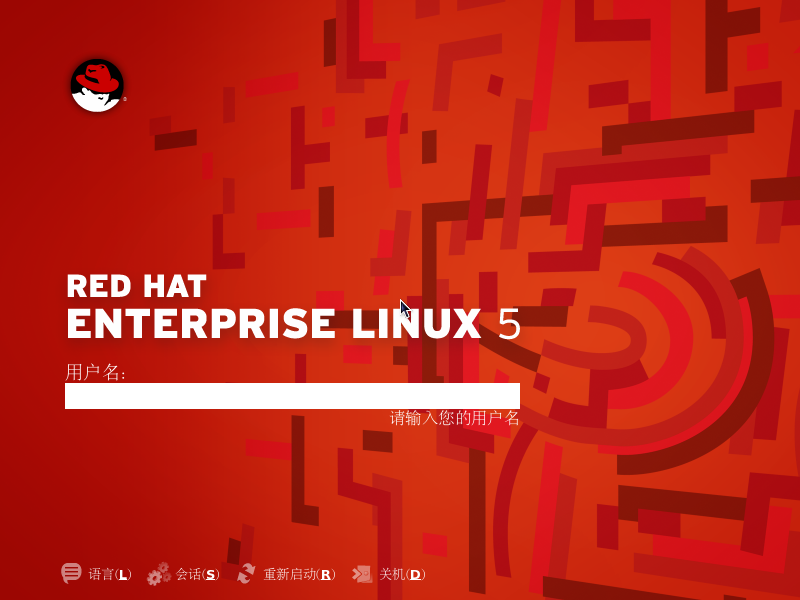 RED HAT
ENTERPRISE LINUX 5
用户名:
请输入您的用户名
语言(L) 会话(S) 重新启动(R) 关机(D)